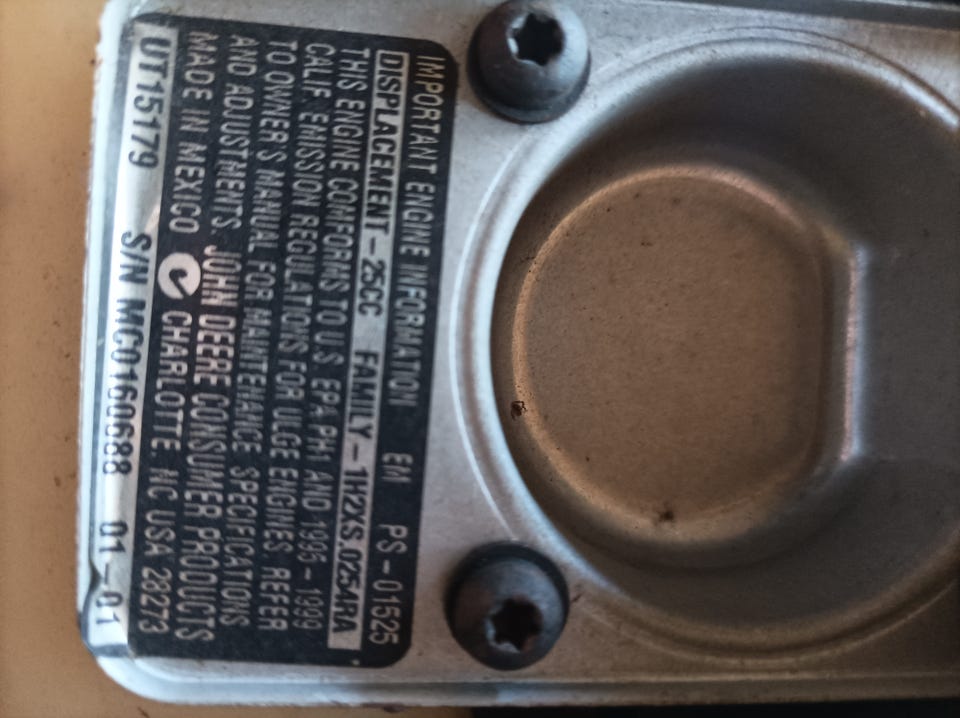 IMPORTANT ENGINE INFORMATION EM PS-01525
DISPLACEMENT-25CC FAMILY-1H2XS.0254RA
THIS ENGINE COMFORMS TO U.S. EPA PH1 AND 1995-1999
CALIF. EMISSION REGULATIONS FOR ULGE ENGINES. REFER
TO OWNER'S MANUAL FOR MAINTENANCE SPECIFICATIONS
AND ADJUSTMENTS. JOHN DEERE CONSUMER PRODUCTS
MADE IN MEXICO CHARLOTTE, NC USA 28273
UT15179 S/N MC0160688 01-01